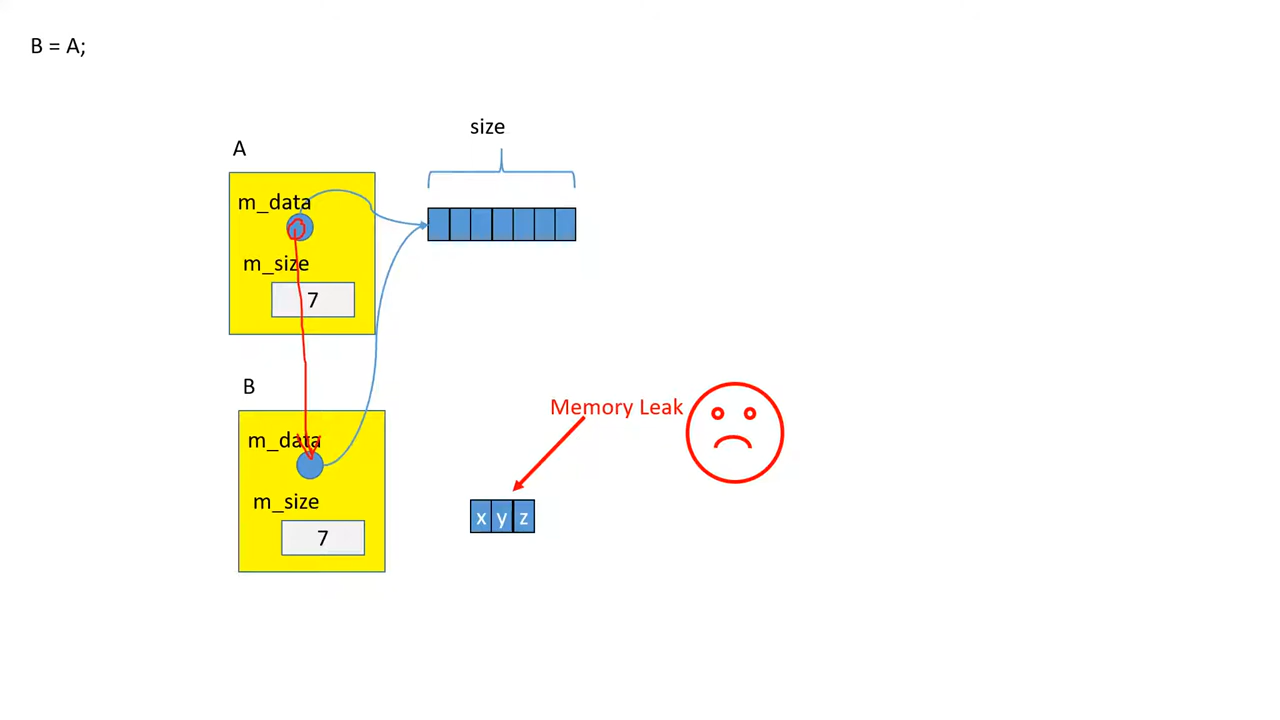 B = A;
size
A
m_data
m_size
7
B
m_data
m_size
7
Memory Leak
x y z